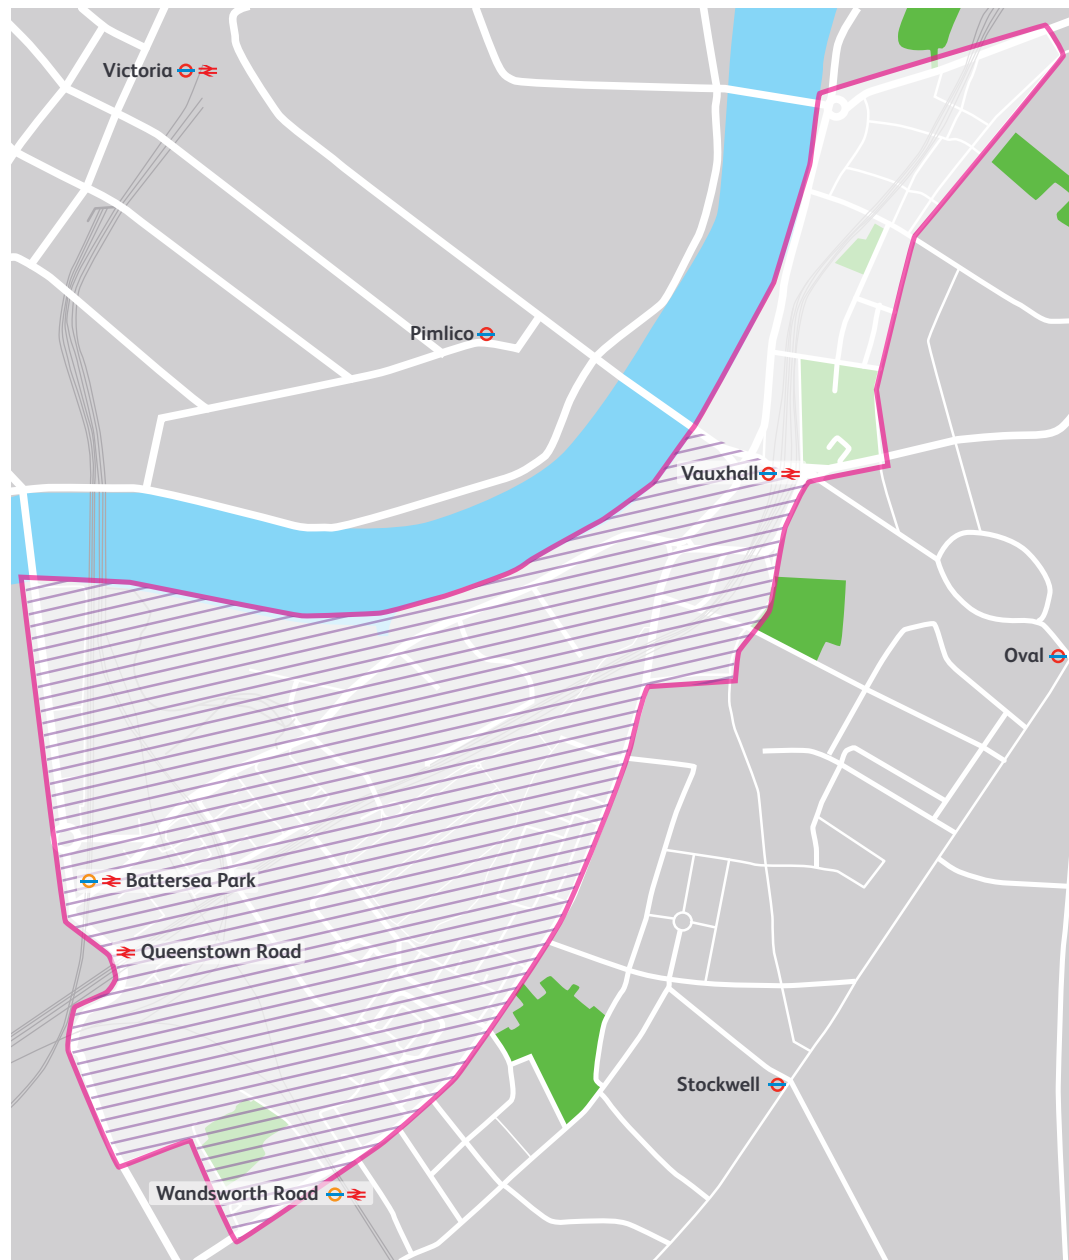 Victoria
Pimlico
Vauxhall
Oval
Battersea Park
Queenstown Road
Stockwell
Wandsworth Road